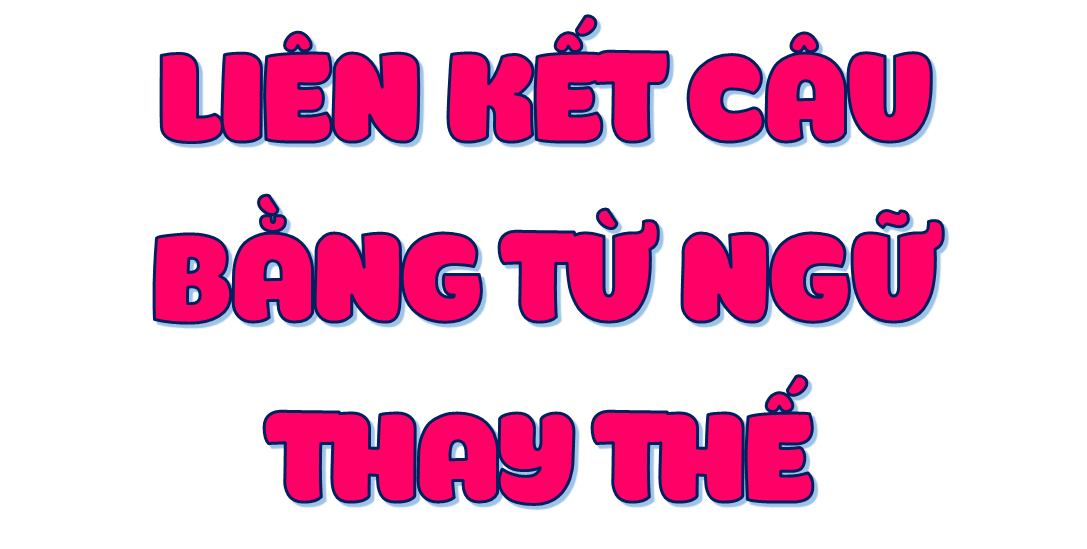 LIÊN KẾT CÂU
BẰNG TỪ NGỮ
THAY THẾ